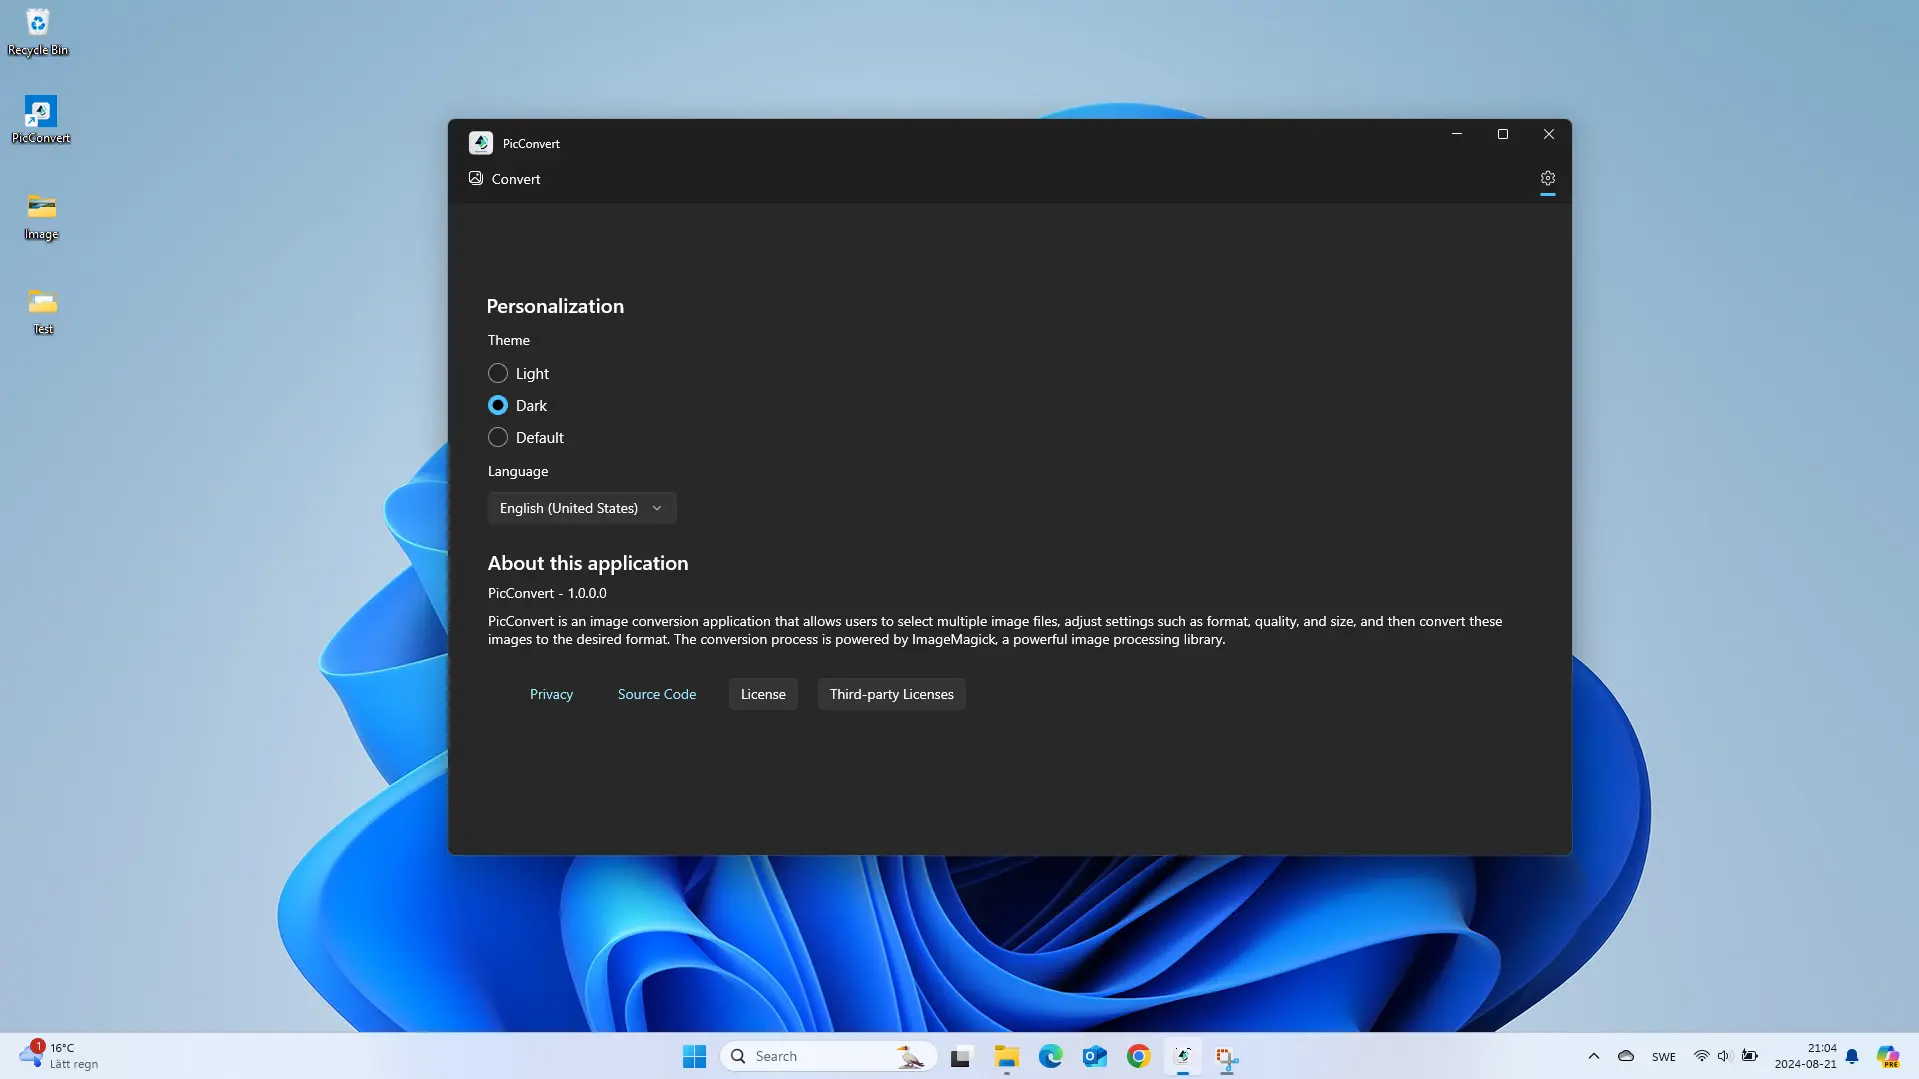 Recycle Bin
PicConvert
Image
Test
PicConvert
Convert
Personalization
Theme
Light
Dark
Default
Language
English (United States)
About this application
PicConvert - 1.0.0.0
PicConvert is an image conversion application that allows users to select multiple image files, adjust settings such as format, quality, and size, and then convert these
images to the desired format. The conversion process is powered by ImageMagick, a powerful image processing library.
Privacy
Source Code
License
Third-party Licenses
1
16°C
Lätt regn
Search
SWE
21:04
2024-08-21
PRE